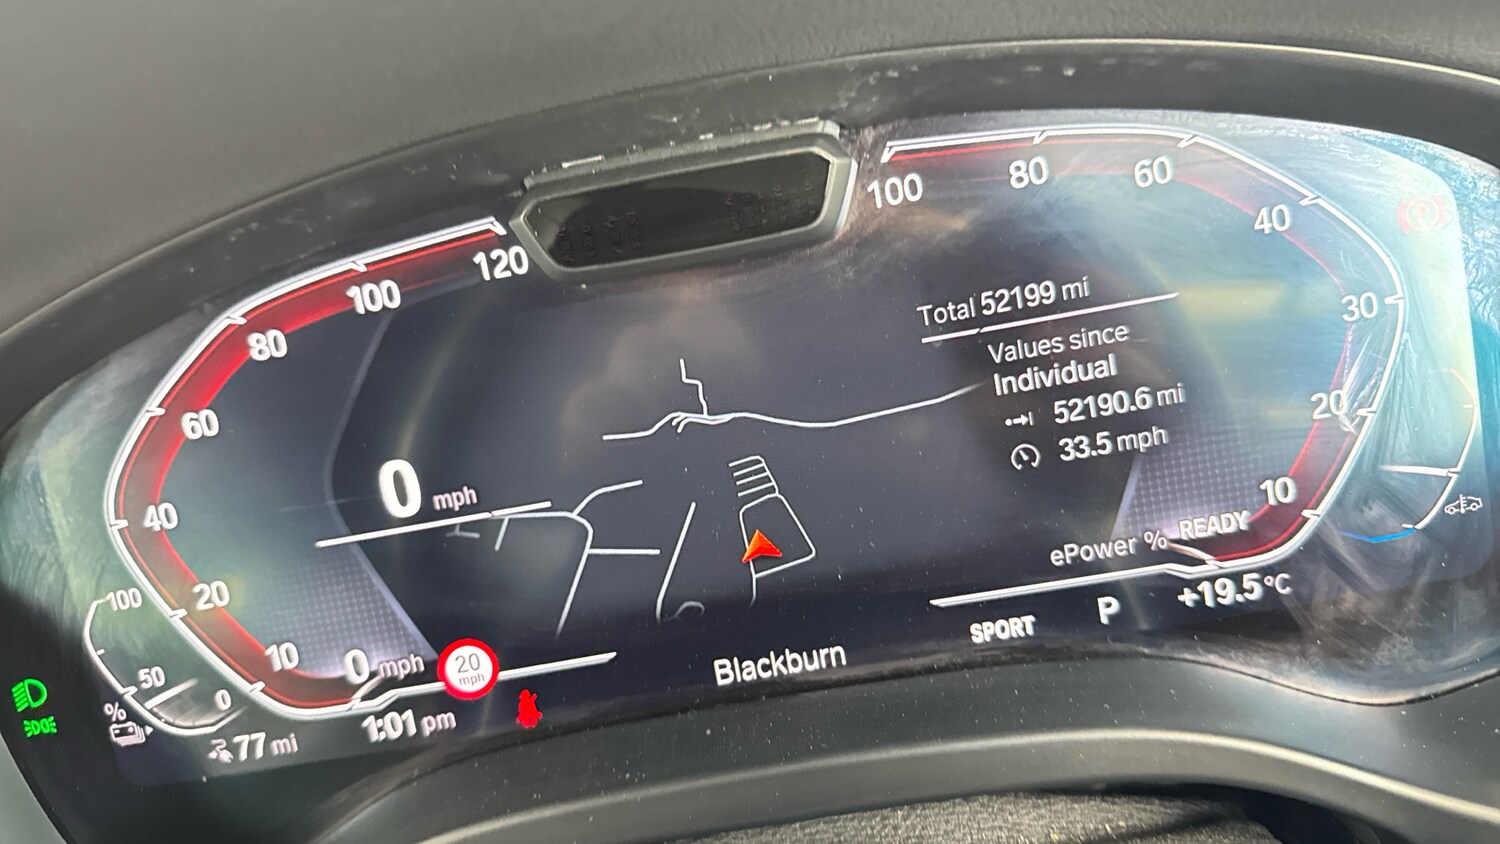 120
100
80
60
40
20
10
0 mph
0 mph
20 mph
100
50
0
%
77 mi
1:01 pm
Blackburn
100
80
60
40
30
20
10
Total 52199 mi
Values since
Individual
52190.6 mi
33.5 mph
ePower % READY
SPORT
P
+19.5°C
(P)